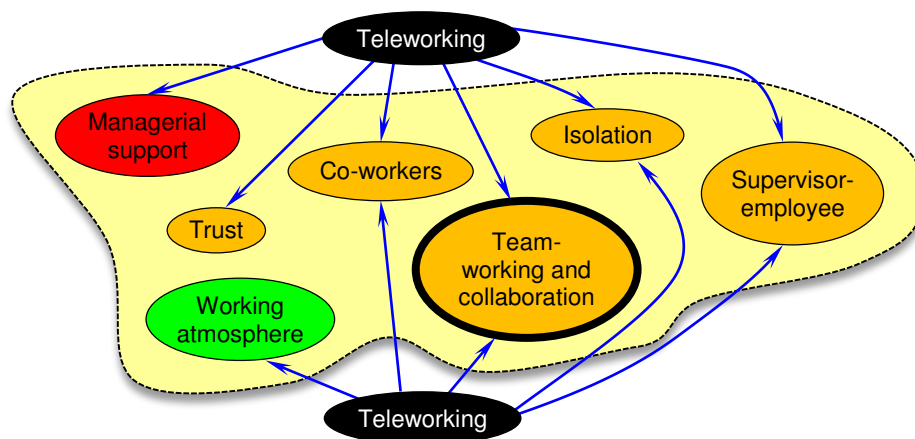 Teleworking
Managerial
support
Isolation
Co-workers
Supervisor-
employee
Trust
Team-
working and
collaboration
Working
atmosphere
Teleworking